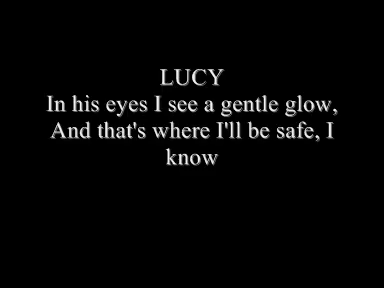 LUCY
In his eyes I see a gentle glow,
And that's where I'll be safe, I
know